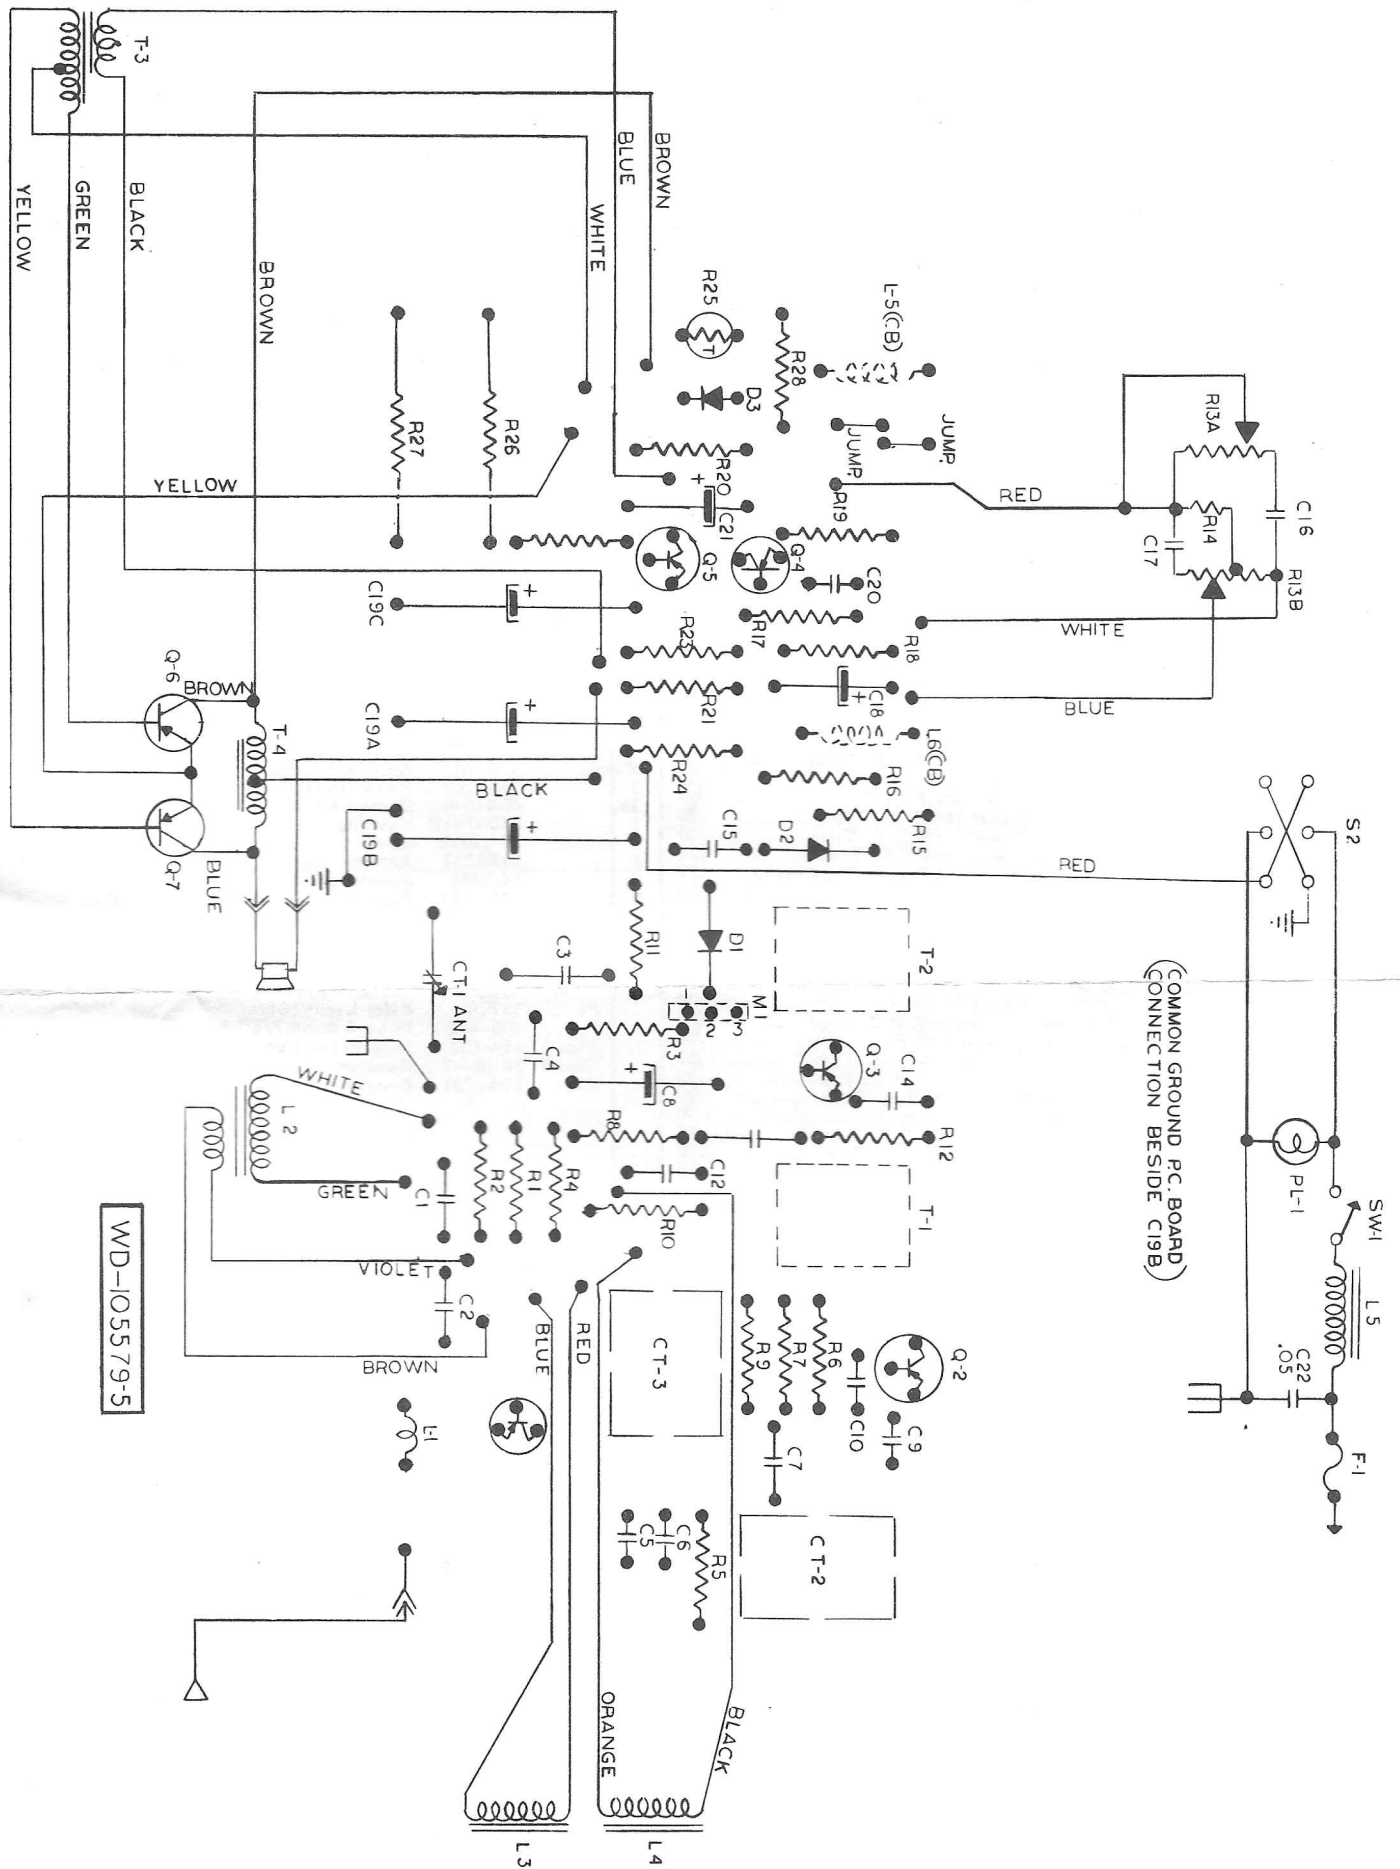 S2
PL-1
SW-1
L5
C22
.05
F-1
(COMMON GROUND P.C. BOARD
CONNECTION BESIDE C19B)
R13A
C16
R14
C17
R13B
RED
WHITE
BLUE
RED
L-5(CB)
JUMP
JUMP
R28
R19
C20
R18
R17
C18
+
L6(CB)
R16
R15
D2
C15
T-2
Q-3
C14
R12
T-1
Q-2
R6
R7
R9
C10
C9
C7
CT-2
R25
T
D3
R20
+
C21
Q-4
Q-5
R23
R21
R24
D1
R11
M1
1
2
3
R3
+
C8
R8
C12
R10
CT-3
C6
C5
R5
BROWN
BLUE
WHITE
R26
R27
YELLOW
C19C
+
C19A
+
BLACK
C19B
+
C3
C4
CT-1
ANT
R4
R1
R2
C1
C2
BLUE
RED
ORANGE
BLACK
L4
L3
T-3
BLACK
GREEN
YELLOW
BROWN
Q-6
BROWN
T-4
Q-7
BLUE
WHITE
L2
GREEN
VIOLET
BROWN
L-1
WD-105579-5